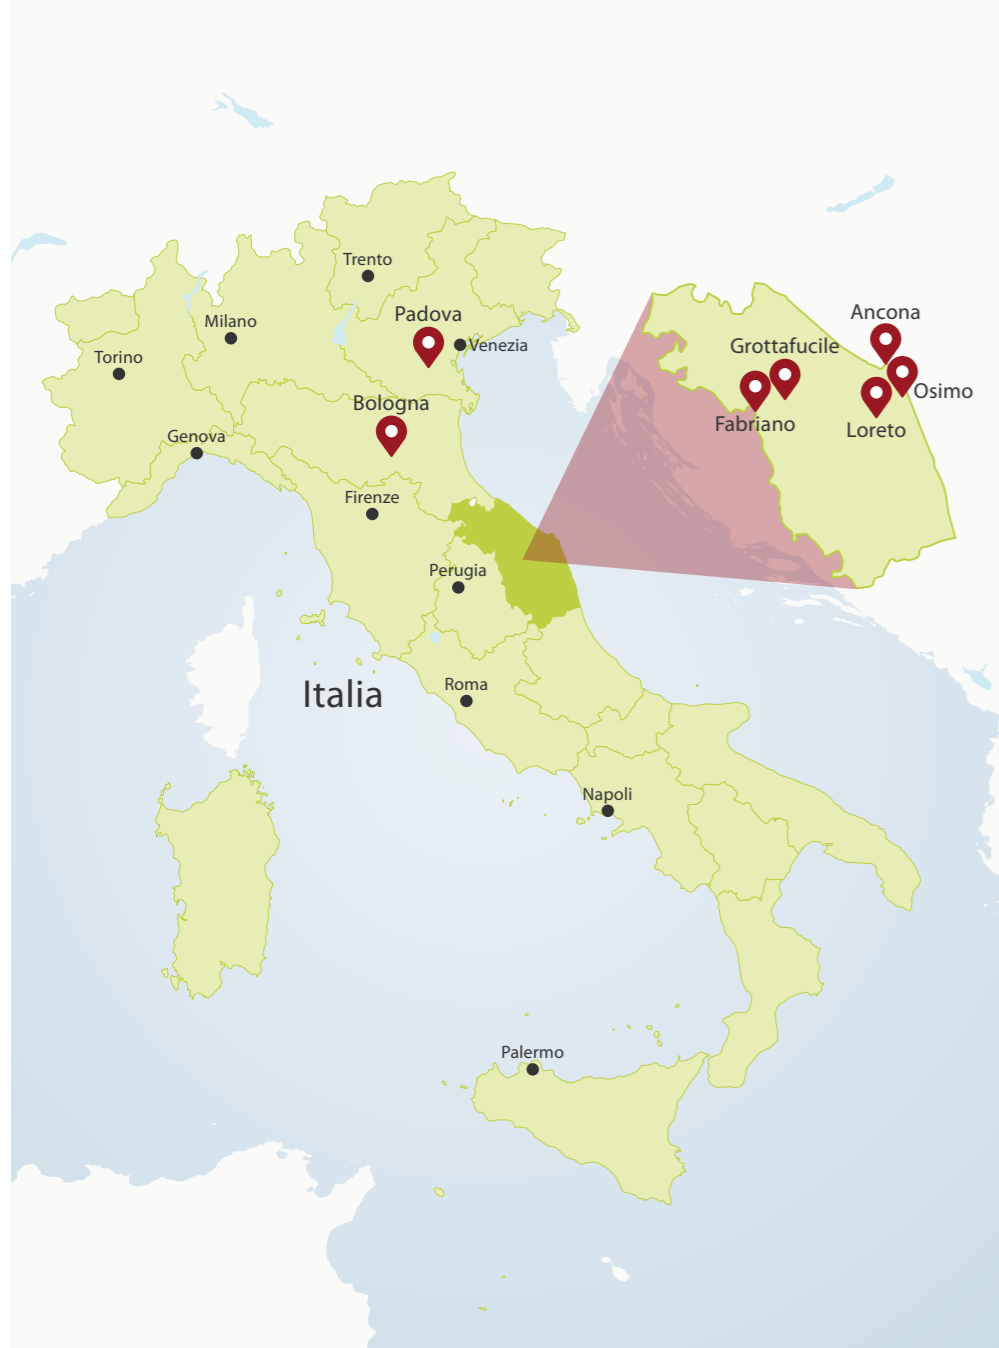 Trento
Padova
Milano
Venezia
Torino
Bologna
Genova
Firenze
Perugia
Italia
Roma
Napoli
Palermo
Ancona
Grottafucile
Osimo
Fabriano
Loreto